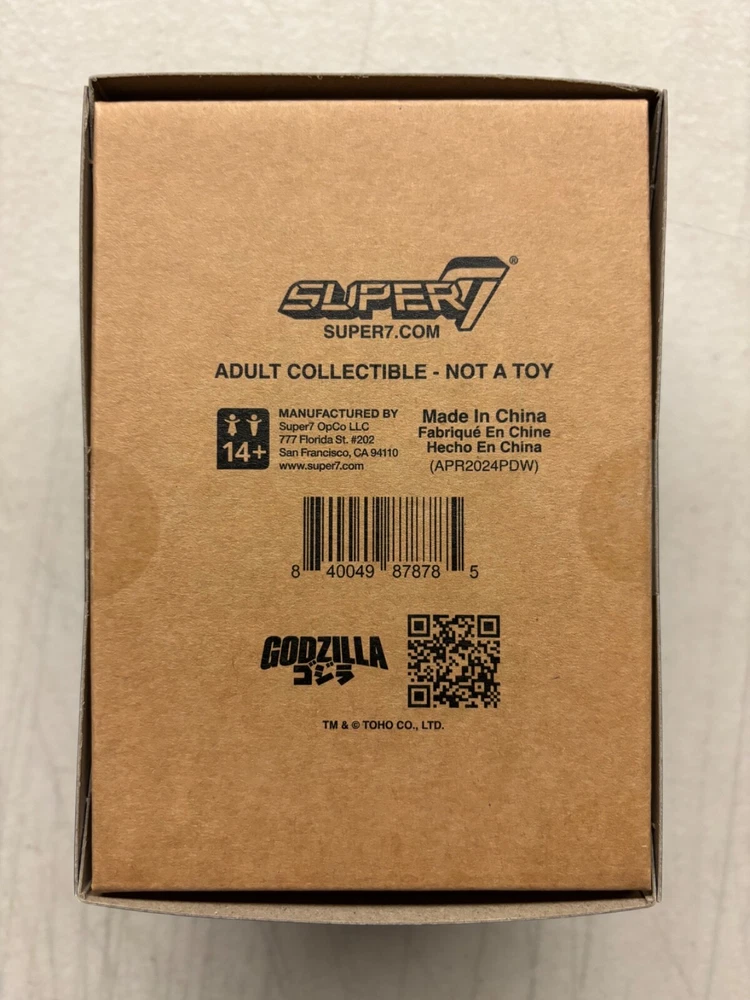 SUPER7®
SUPER7.COM
ADULT COLLECTIBLE - NOT A TOY
14+
MANUFACTURED BY
Super7 OpCo LLC
777 Florida St. #202
San Francisco, CA 94110
www.super7.com
Made In China
Fabriqué En Chine
Hecho En China
(APR2024PDW)
8 40049 87878 5
GODZILLA
ゴジラ
TM & © TOHO CO., LTD.